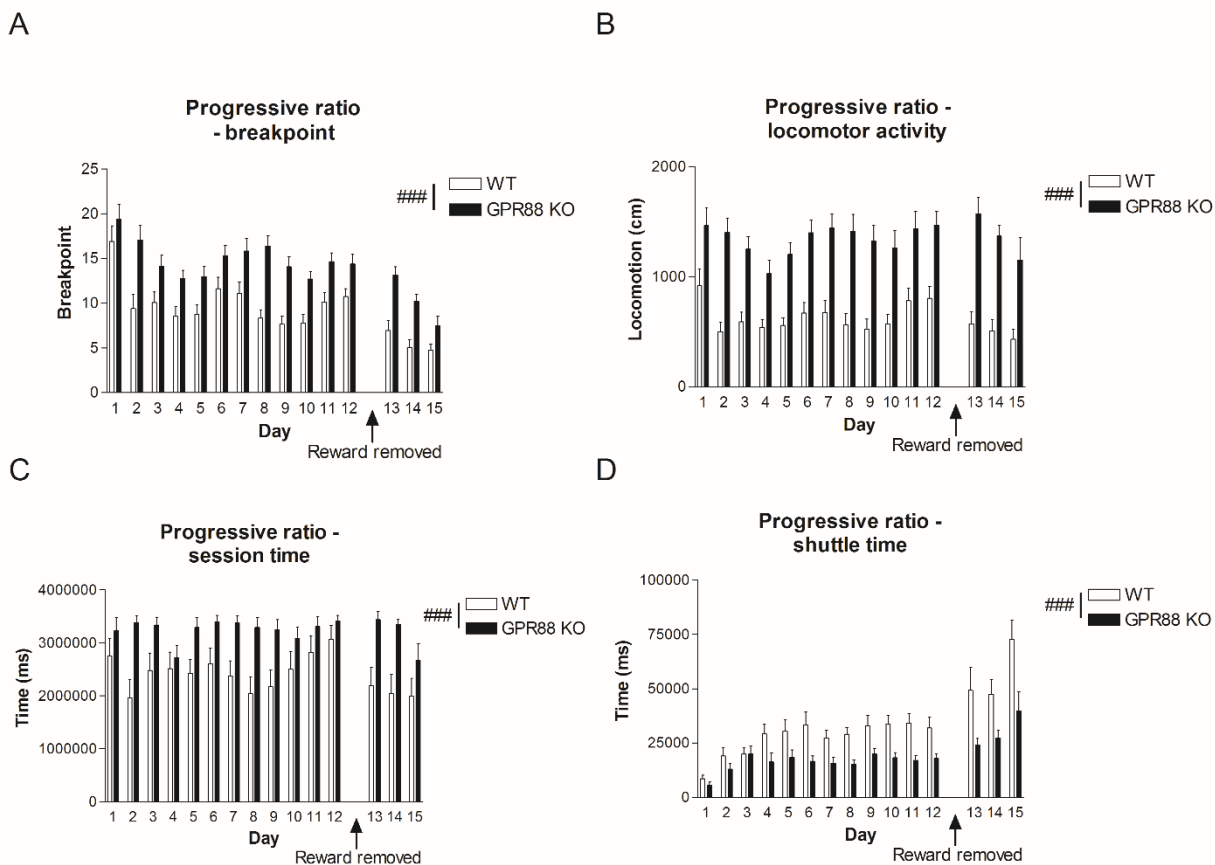 A
Progressive ratio
- breakpoint
### WT
GPR88 KO
25
20
15
10
5
0
Breakpoint
1 2 3 4 5 6 7 8 9 10 11 12 13 14 15
Day
Reward removed
B
Progressive ratio -
locomotor activity
### WT
GPR88 KO
2000
1000
0
Locomotion (cm)
1 2 3 4 5 6 7 8 9 10 11 12 13 14 15
Day
Reward removed
C
Progressive ratio -
session time
### WT
GPR88 KO
4000000
3000000
2000000
1000000
0
Time (ms)
1 2 3 4 5 6 7 8 9 10 11 12 13 14 15
Day
Reward removed
D
Progressive ratio -
shuttle time
### WT
GPR88 KO
100000
75000
50000
25000
0
Time (ms)
1 2 3 4 5 6 7 8 9 10 11 12 13 14 15
Day
Reward removed